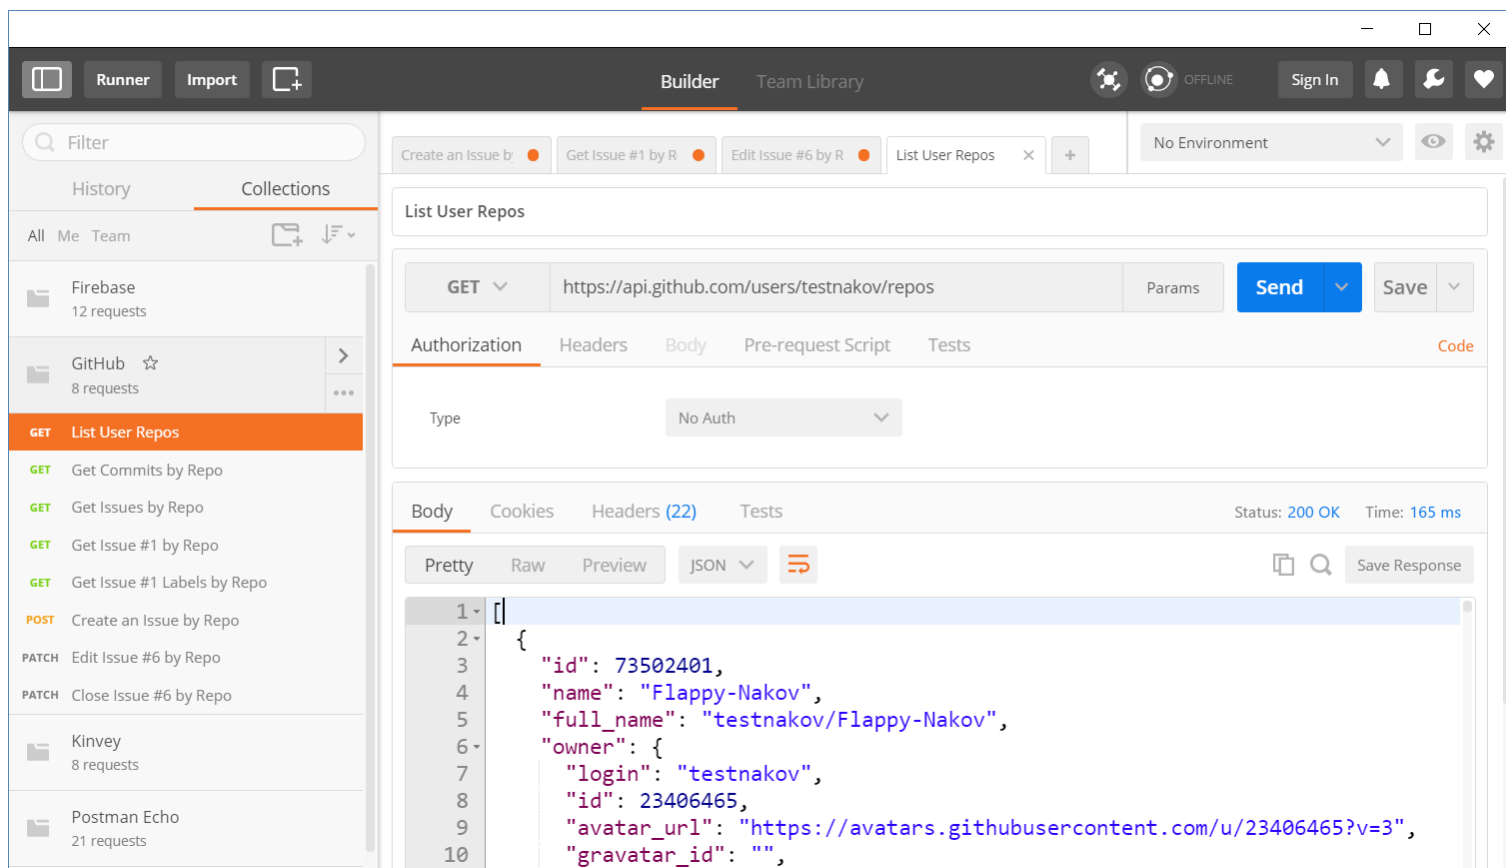 Runner Import Builder Team Library OFFLINE Sign In
Filter
History Collections
All Me Team
Firebase
12 requests
GitHub
8 requests
GET List User Repos
GET Get Commits by Repo
GET Get Issues by Repo
GET Get Issue #1 by Repo
GET Get Issue #1 Labels by Repo
POST Create an Issue by Repo
PATCH Edit Issue #6 by Repo
PATCH Close Issue #6 by Repo
Kinvey
8 requests
Postman Echo
21 requests
Create an Issue by Get Issue #1 by R Edit Issue #6 by R List User Repos
No Environment
List User Repos
GET https://api.github.com/users/testnakov/repos Params Send Save
Authorization Headers Body Pre-request Script Tests Code
Type No Auth
Body Cookies Headers (22) Tests Status: 200 OK Time: 165 ms
Pretty Raw Preview JSON Save Response
1 [
2 {
3 "id": 73502401,
4 "name": "Flappy-Nakov",
5 "full_name": "testnakov/Flappy-Nakov",
6 "owner": {
7 "login": "testnakov",
8 "id": 23406465,
9 "avatar_url": "https://avatars.githubusercontent.com/u/23406465?v=3",
10 "gravatar_id": "",